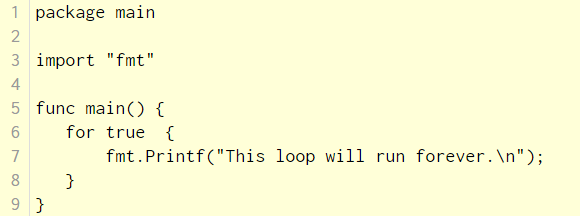 1 package main
2
3 import "fmt"
4
5 func main() {
6    for true  {
7        fmt.Printf("This loop will run forever.\n");
8    }
9 }